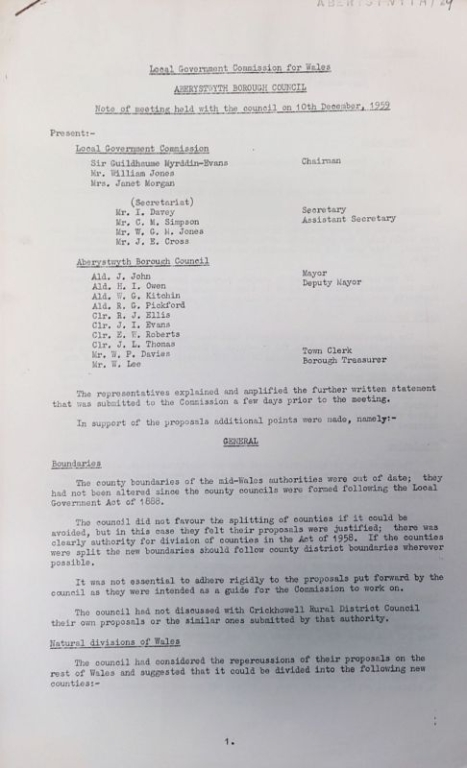 Local Government Commission for Wales
ABERYSTWYTH BOROUGH COUNCIL
Note of meeting held with the council on 10th December, 1959
Present:-
Local Government Commission
Sir Guildhaume Myrddin-Evans Chairman
Mr. William Jones
Mrs. Janet Morgan
(Secretariat)
Mr. I. Davey Secretary
Mr. C. M. Simpson Assistant Secretary
Mr. W. G. M. Jones
Mr. J. E. Cross
Aberystwyth Borough Council
Ald. J. John Mayor
Ald. H. I. Owen Deputy Mayor
Ald. W. G. Kitchin
Ald. R. G. Pickford
Clr. R. J. Ellis
Clr. J. I. Evans
Clr. E. W. Roberts
Clr. J. L. Thomas
Mr. W. P. Davies Town Clerk
Mr. W. Lee Borough Treasurer
The representatives explained and amplified the further written statement
that was submitted to the Commission a few days prior to the meeting.
In support of the proposals additional points were made, namely:-
GENERAL
Boundaries
The county boundaries of the mid-Wales authorities were out of date; they
had not been altered since the county councils were formed following the Local
Government Act of 1888.
The council did not favour the splitting of counties if it could be
avoided, but in this case they felt their proposals were justified; there was
clearly authority for division of counties in the Act of 1958. If the counties
were split the new boundaries should follow county district boundaries wherever
possible.
It was not essential to adhere rigidly to the proposals put forward by the
council as they were intended as a guide for the Commission to work on.
The council had not discussed with Crickhowell Rural District Council
their own proposals or the similar ones submitted by that authority.
Natural divisions of Wales
The council had considered the repercussions of their proposals on the
rest of Wales and suggested that it could be divided into the following new
counties:-
1.